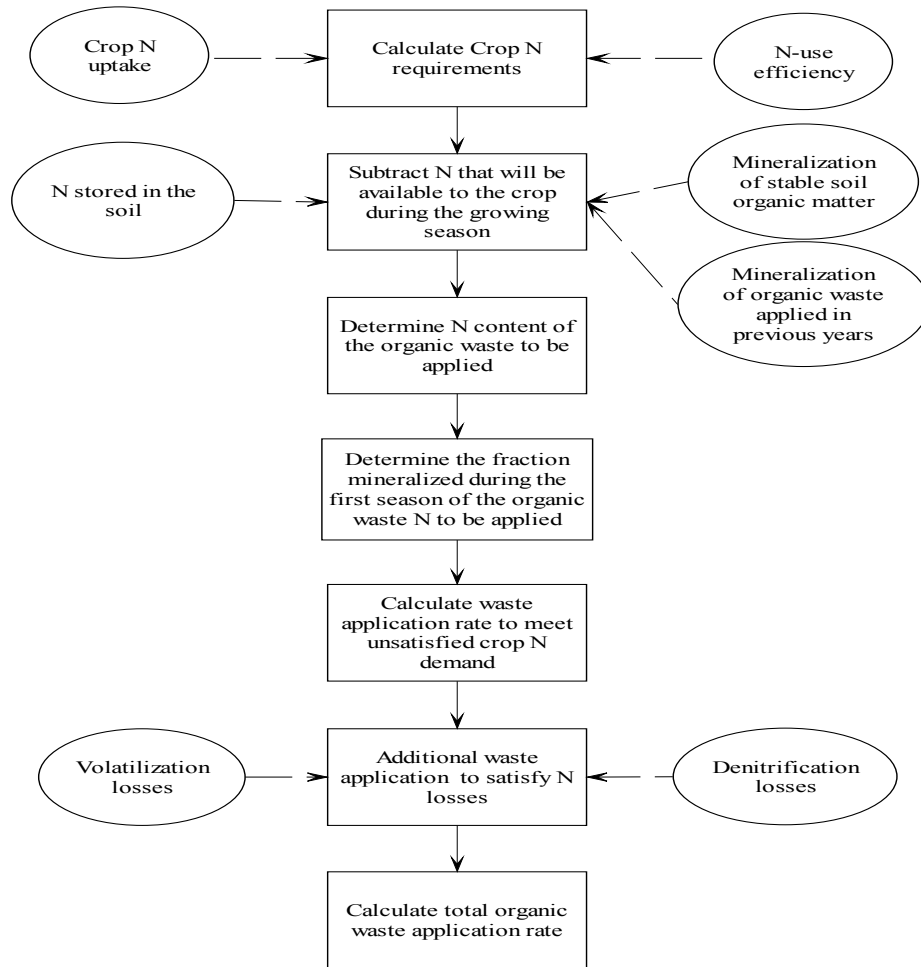 Crop N
uptake
Calculate Crop N
requirements
N-use
efficiency
N stored in the
soil
Subtract N that will be
available to the crop
during the growing
season
Mineralization
of stable soil
organic matter
Mineralization
of organic waste
applied in
previous years
Determine N content of
the organic waste to be
applied
Determine the fraction
mineralized during the
first season of the organic
waste N to be applied
Calculate waste
application rate to meet
unsatisfied crop N
demand
Volatilization
losses
Additional waste
application to satisfy N
losses
Denitrification
losses
Calculate total organic
waste application rate